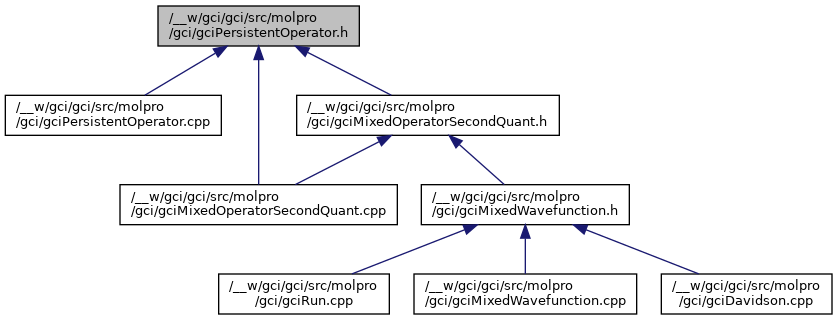 /__w/gci/gci/src/molpro
/gci/gciPersistentOperator.h
/__w/gci/gci/src/molpro
/gci/gciPersistentOperator.cpp
/__w/gci/gci/src/molpro
/gci/gciMixedOperatorSecondQuant.h
/__w/gci/gci/src/molpro
/gci/gciMixedOperatorSecondQuant.cpp
/__w/gci/gci/src/molpro
/gci/gciMixedWavefunction.h
/__w/gci/gci/src/molpro
/gci/gciRun.cpp
/__w/gci/gci/src/molpro
/gci/gciMixedWavefunction.cpp
/__w/gci/gci/src/molpro
/gci/gciDavidson.cpp